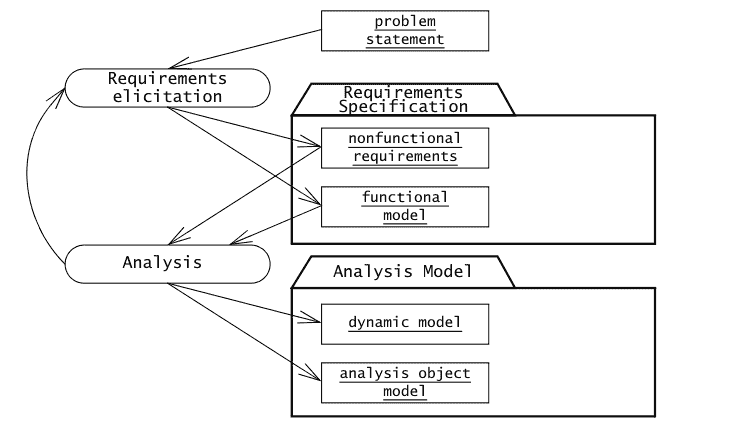 problem
statement
Requirements
elicitation
Requirements
Specification
nonfunctional
requirements
functional
model
Analysis
Analysis Model
dynamic model
analysis object
model